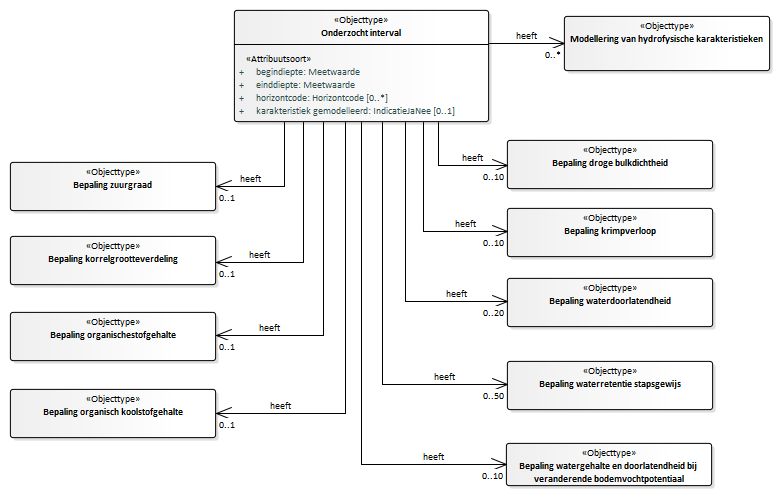 «Objecttype»
Onderzocht interval
«Attribuutsoort»
+ begindiepte: Meetwaarde
+ einddiepte: Meetwaarde
+ horizontcode: Horizontcode [0..*]
+ karakteristiek gemodelleerd: IndicatieJaNee [0..1]
heeft
0..*
«Objecttype»
Modellering van hydrofysische karakteristieken
«Objecttype»
Bepaling zuurgraad
heeft
0..1
«Objecttype»
Bepaling korrelgrootteverdeling
heeft
0..1
«Objecttype»
Bepaling organischestofgehalte
heeft
0..1
«Objecttype»
Bepaling organisch koolstofgehalte
heeft
0..1
heeft
0..10
«Objecttype»
Bepaling droge bulkdichtheid
heeft
0..10
«Objecttype»
Bepaling krimpverloop
heeft
0..20
«Objecttype»
Bepaling waterdoorlatendheid
heeft
0..50
«Objecttype»
Bepaling waterretentie stapsgewijs
heeft
0..10
«Objecttype»
Bepaling watergehalte en doorlatendheid bij
veranderende bodemvochtpotentiaal